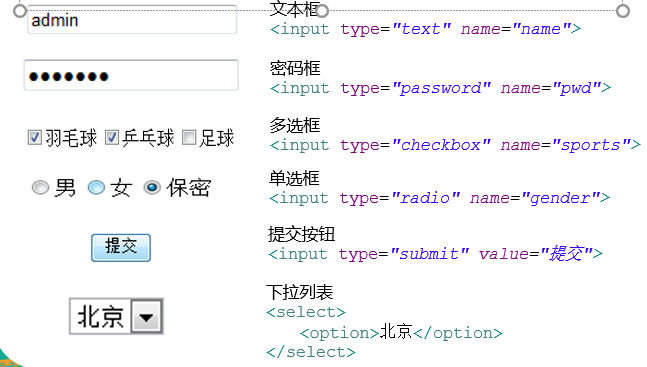 admin
文本框
<input type="text" name="name">
●●●●●●●
密码框
<input type="password" name="pwd">
羽毛球 乒乓球 足球
多选框
<input type="checkbox" name="sports">
男 女 保密
单选框
<input type="radio" name="gender">
提交
提交按钮
<input type="submit" value="提交">
北京
下拉列表
<select>
<option>北京</option>
</select>